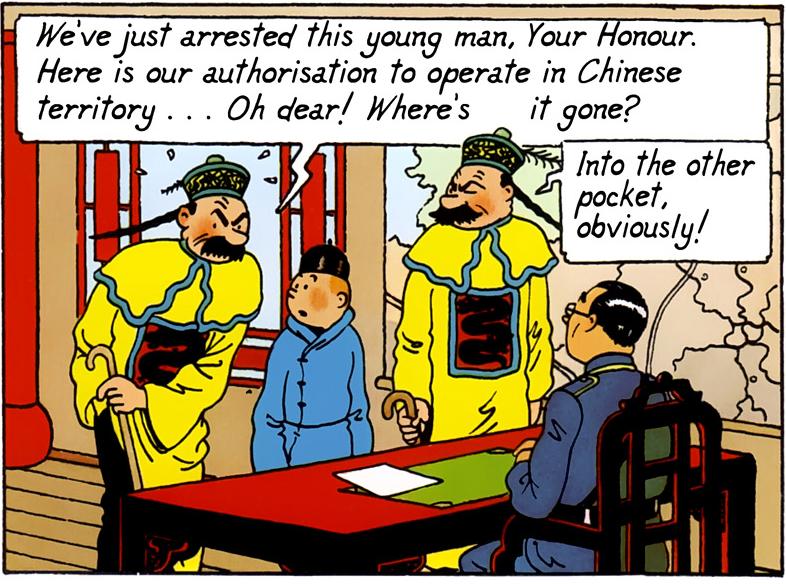 We've just arrested this young man, Your Honour.
Here is our authorisation to operate in Chinese
territory . . . Oh dear! Where's it gone?
Into the other
pocket,
obviously!